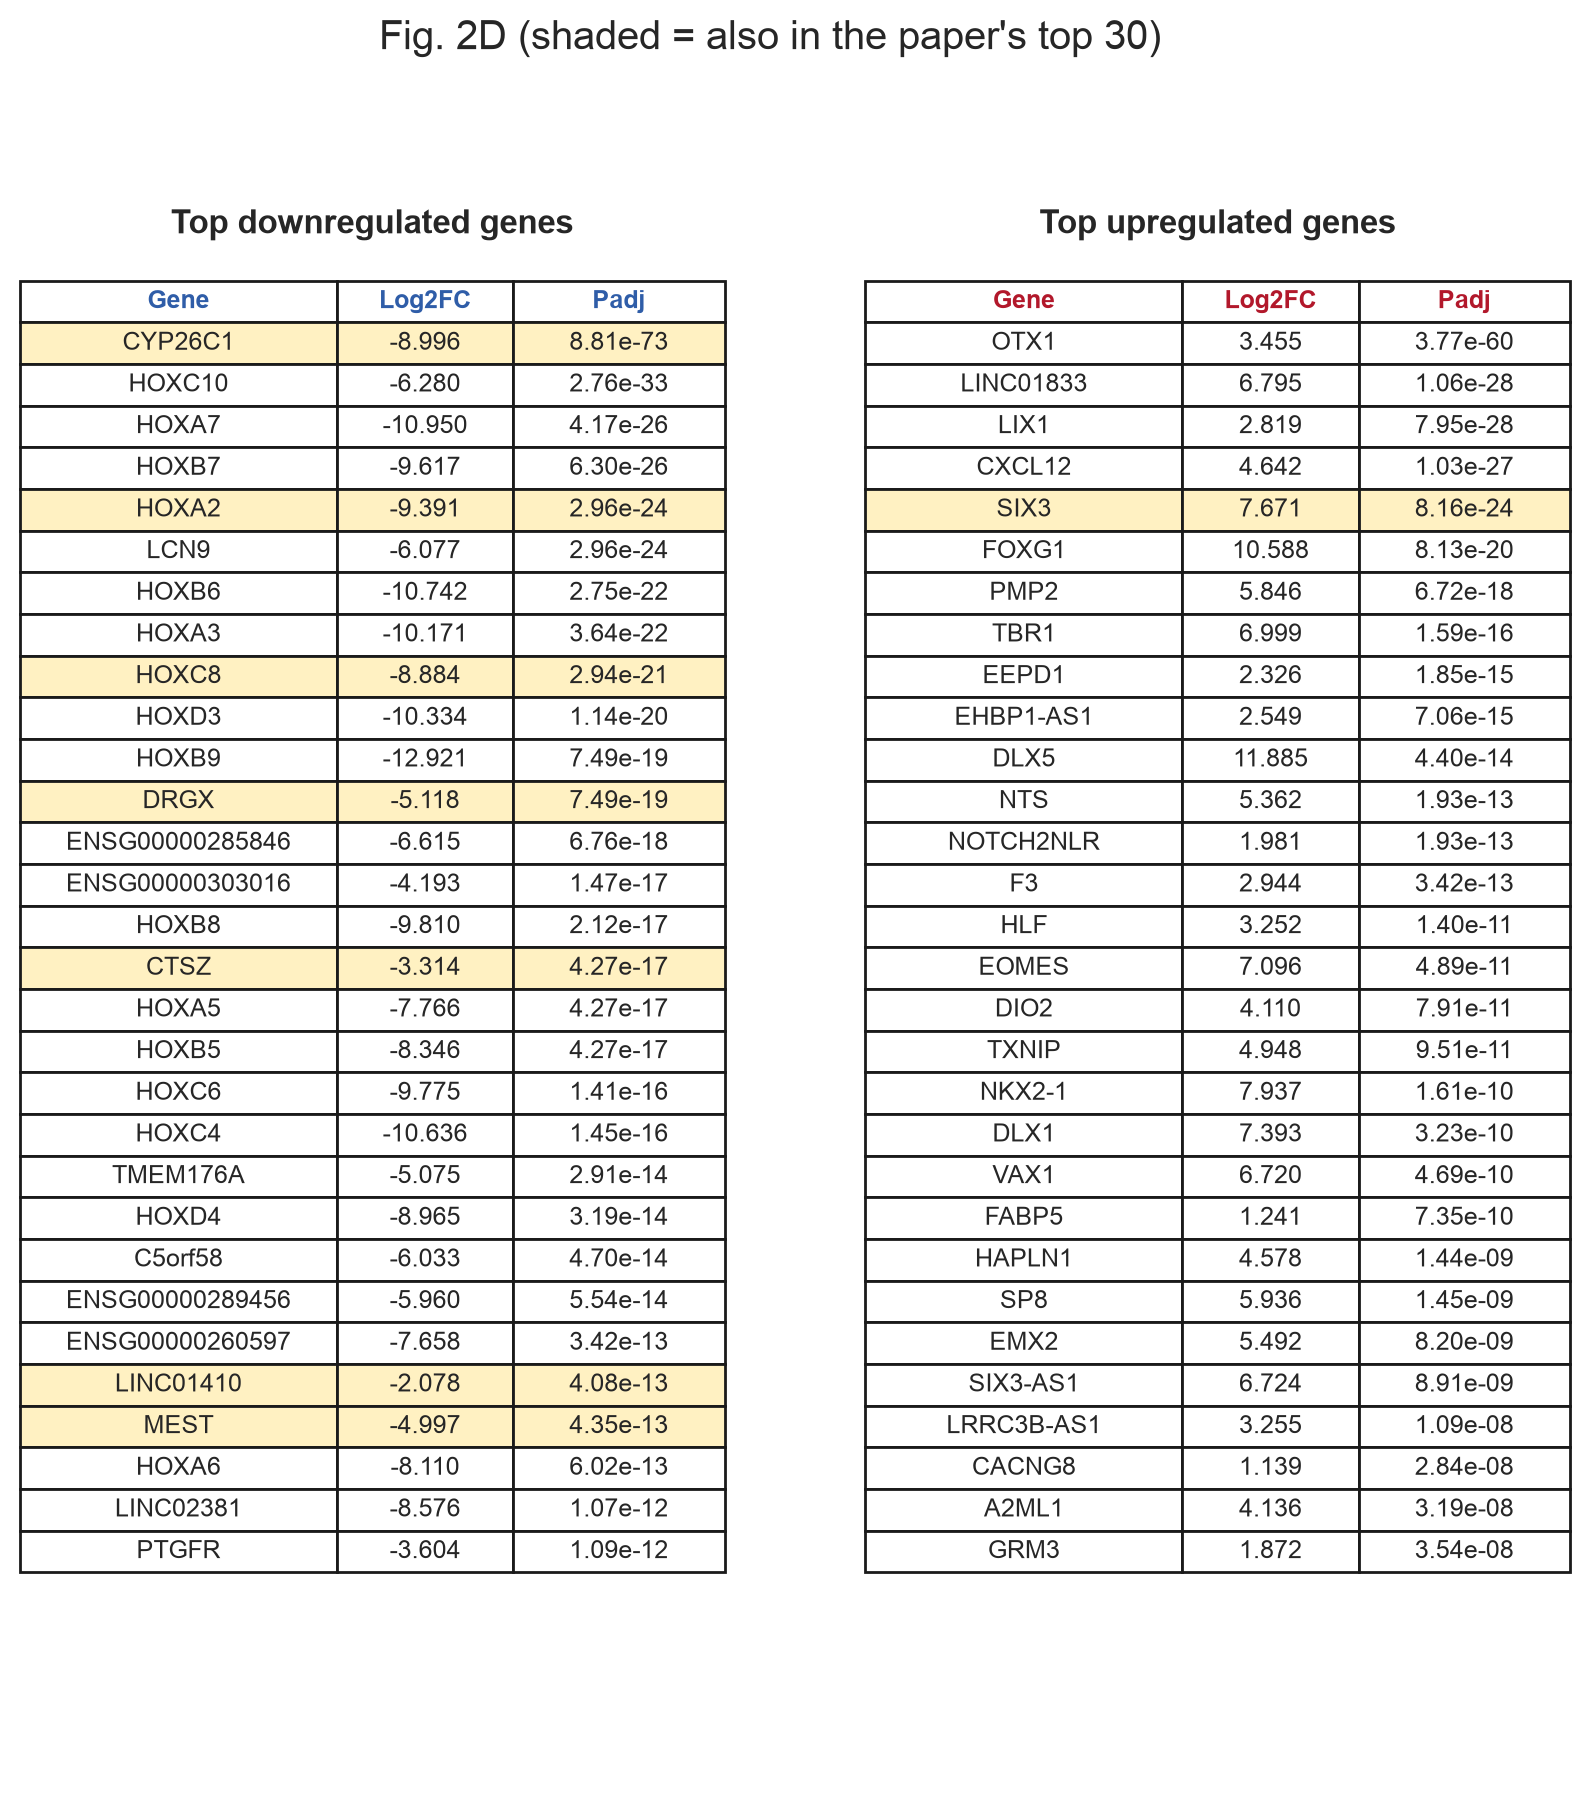 Fig. 2D (shaded = also in the paper's top 30)
Top downregulated genes
Gene Log2FC Padj
CYP26C1 -8.996 8.81e-73
HOXC10 -6.280 2.76e-33
HOXA7 -10.950 4.17e-26
HOXB7 -9.617 6.30e-26
HOXA2 -9.391 2.96e-24
LCN9 -6.077 2.96e-24
HOXB6 -10.742 2.75e-22
HOXA3 -10.171 3.64e-22
HOXC8 -8.884 2.94e-21
HOXD3 -10.334 1.14e-20
HOXB9 -12.921 7.49e-19
DRGX -5.118 7.49e-19
ENSG00000285846 -6.615 6.76e-18
ENSG00000303016 -4.193 1.47e-17
HOXB8 -9.810 2.12e-17
CTSZ -3.314 4.27e-17
HOXA5 -7.766 4.27e-17
HOXB5 -8.346 4.27e-17
HOXC6 -9.775 1.41e-16
HOXC4 -10.636 1.45e-16
TMEM176A -5.075 2.91e-14
HOXD4 -8.965 3.19e-14
C5orf58 -6.033 4.70e-14
ENSG00000289456 -5.960 5.54e-14
ENSG00000260597 -7.658 3.42e-13
LINC01410 -2.078 4.08e-13
MEST -4.997 4.35e-13
HOXA6 -8.110 6.02e-13
LINC02381 -8.576 1.07e-12
PTGFR -3.604 1.09e-12
Top upregulated genes
Gene Log2FC Padj
OTX1 3.455 3.77e-60
LINC01833 6.795 1.06e-28
LIX1 2.819 7.95e-28
CXCL12 4.642 1.03e-27
SIX3 7.671 8.16e-24
FOXG1 10.588 8.13e-20
PMP2 5.846 6.72e-18
TBR1 6.999 1.59e-16
EEPD1 2.326 1.85e-15
EHBP1-AS1 2.549 7.06e-15
DLX5 11.885 4.40e-14
NTS 5.362 1.93e-13
NOTCH2NLR 1.981 1.93e-13
F3 2.944 3.42e-13
HLF 3.252 1.40e-11
EOMES 7.096 4.89e-11
DIO2 4.110 7.91e-11
TXNIP 4.948 9.51e-11
NKX2-1 7.937 1.61e-10
DLX1 7.393 3.23e-10
VAX1 6.720 4.69e-10
FABP5 1.241 7.35e-10
HAPLN1 4.578 1.44e-09
SP8 5.936 1.45e-09
EMX2 5.492 8.20e-09
SIX3-AS1 6.724 8.91e-09
LRRC3B-AS1 3.255 1.09e-08
CACNG8 1.139 2.84e-08
A2ML1 4.136 3.19e-08
GRM3 1.872 3.54e-08